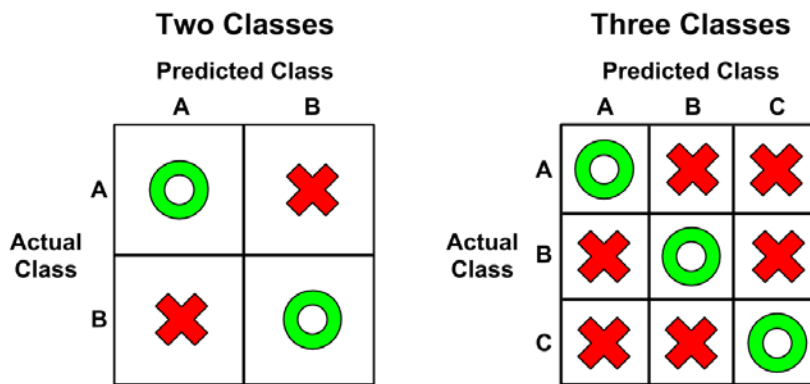 Two Classes
Predicted Class
A B
A
Actual
Class
B
Three Classes
Predicted Class
A B C
A
Actual
Class
B
C